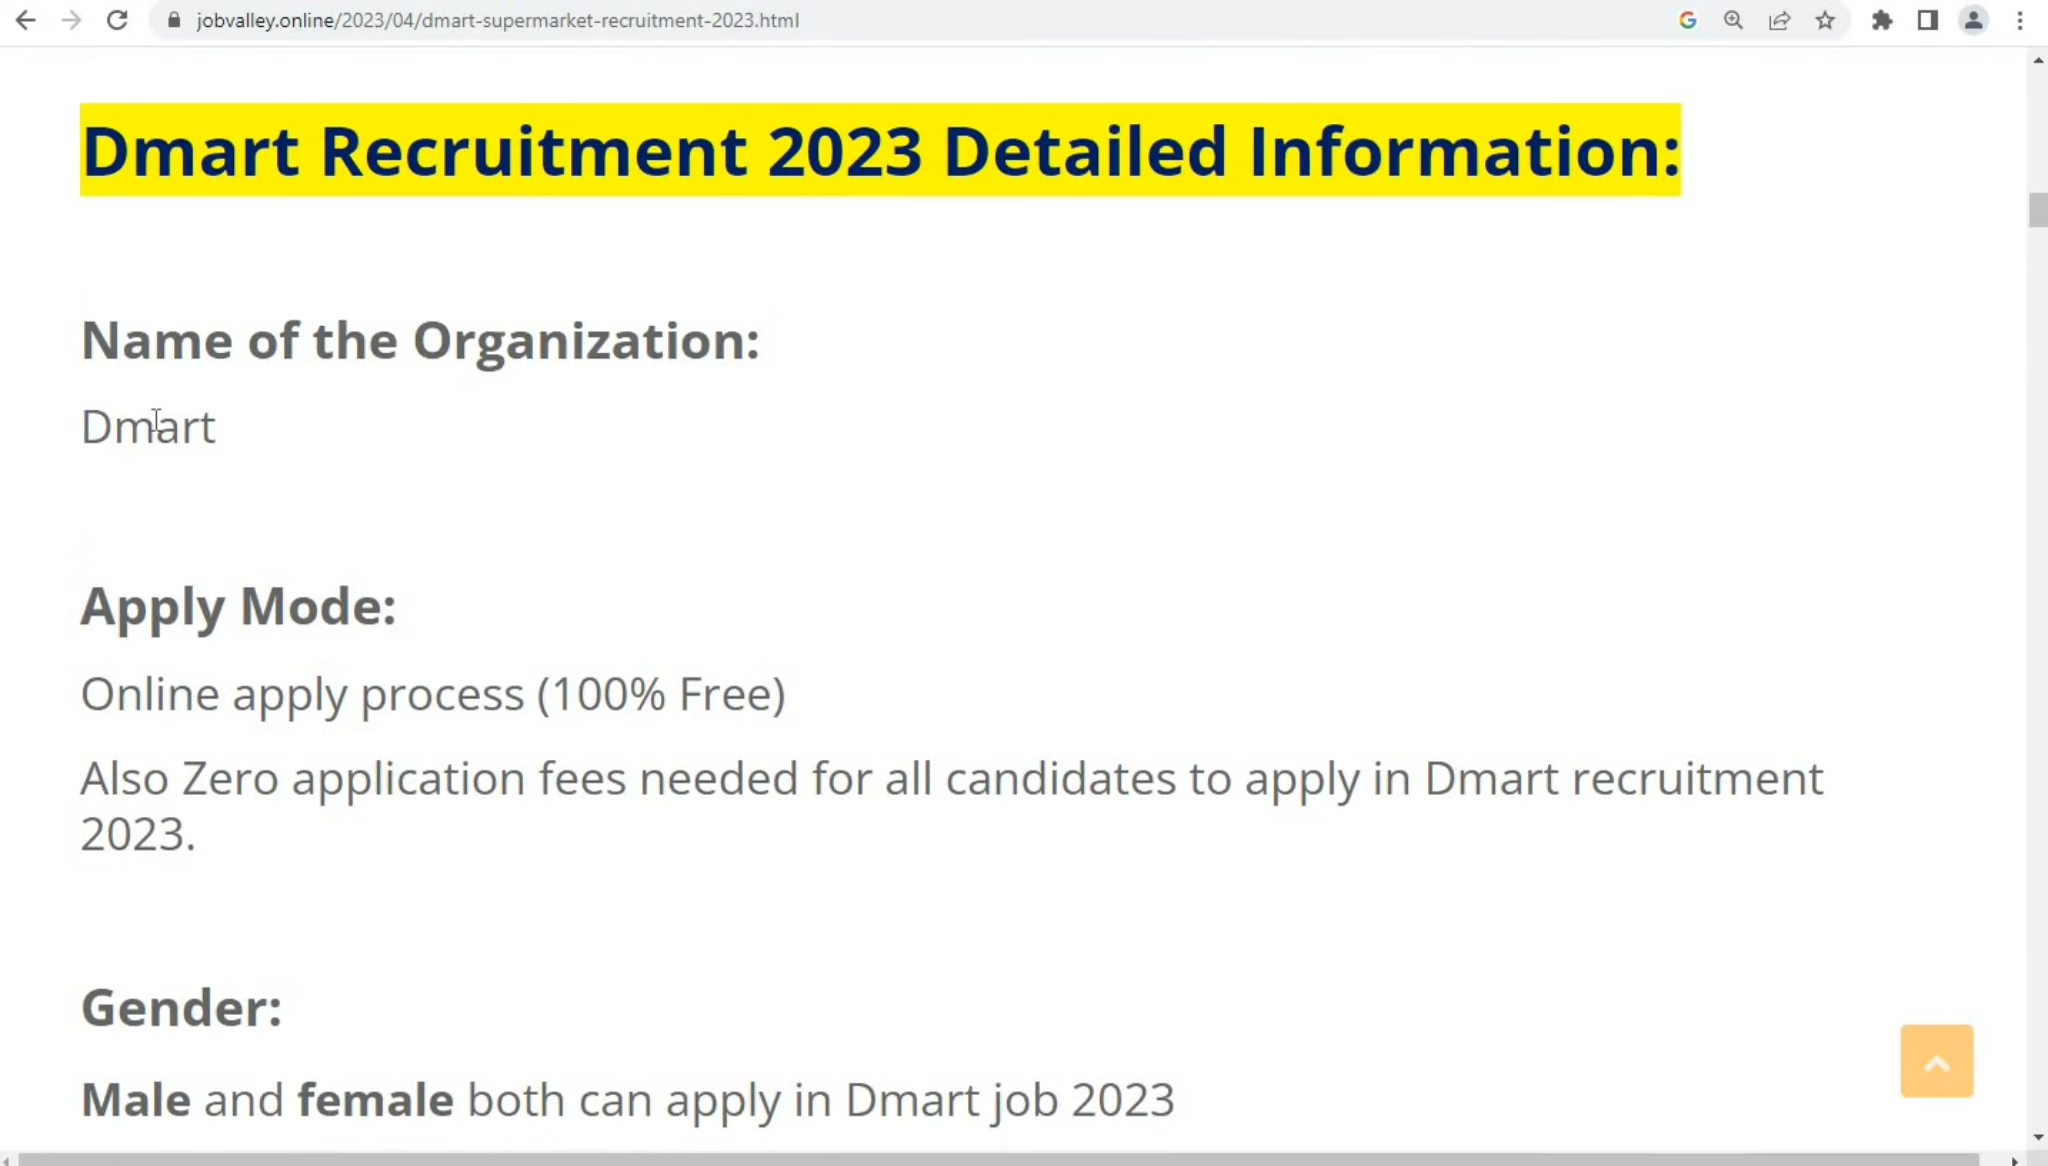 jobvalley.online/2023/04/dmart-supermarket-recruitment-2023.html
Dmart Recruitment 2023 Detailed Information:
Name of the Organization:
Dmart
Apply Mode:
Online apply process (100% Free)
Also Zero application fees needed for all candidates to apply in Dmart recruitment
2023.
Gender:
Male and female both can apply in Dmart job 2023